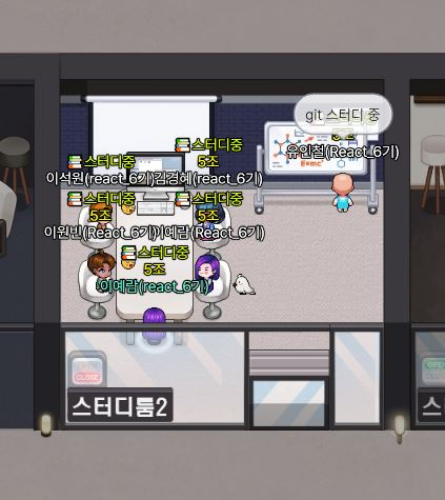 git 스터디 중
유인철(React_6기)
스터디중
5조
스터디중
이석원(react_6기)김경혜(react_6기)
스터디중
5조
스터디중
5조
이원빈(React_6기)이예람(React_6기)
스터디중
5조
이예람(react_6기)
CLOSE
스터디룸2
스